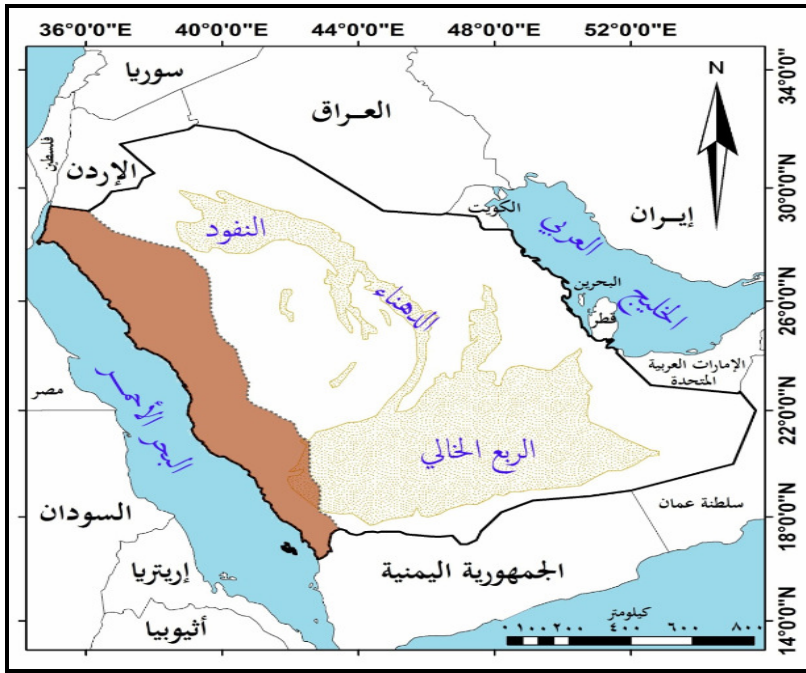 36°0'0"E
40°0'0"E
44°0'0"E
48°0'0"E
52°0'0"E
N
34°0'0"N
30°0'0"N
26°0'0"N
22°0'0"N
18°0'0"N
14°0'0"N
سوريا
العـراق
فلسطين
الإردن
إيـران
الكويت
النفود
الخليج العربي
الدهناء
البحرين
قطر
الإمارات العربية
المتحدة
مصر
البحر الأحمـر
الربع الخالي
السودان
سلطنة عمان
إريتريا
الجمهورية اليمنية
أثيوبيا
كيلومتر
٠ ١٠٠ ٢٠٠ ٤٠٠ ٦٠٠ ٨٠٠